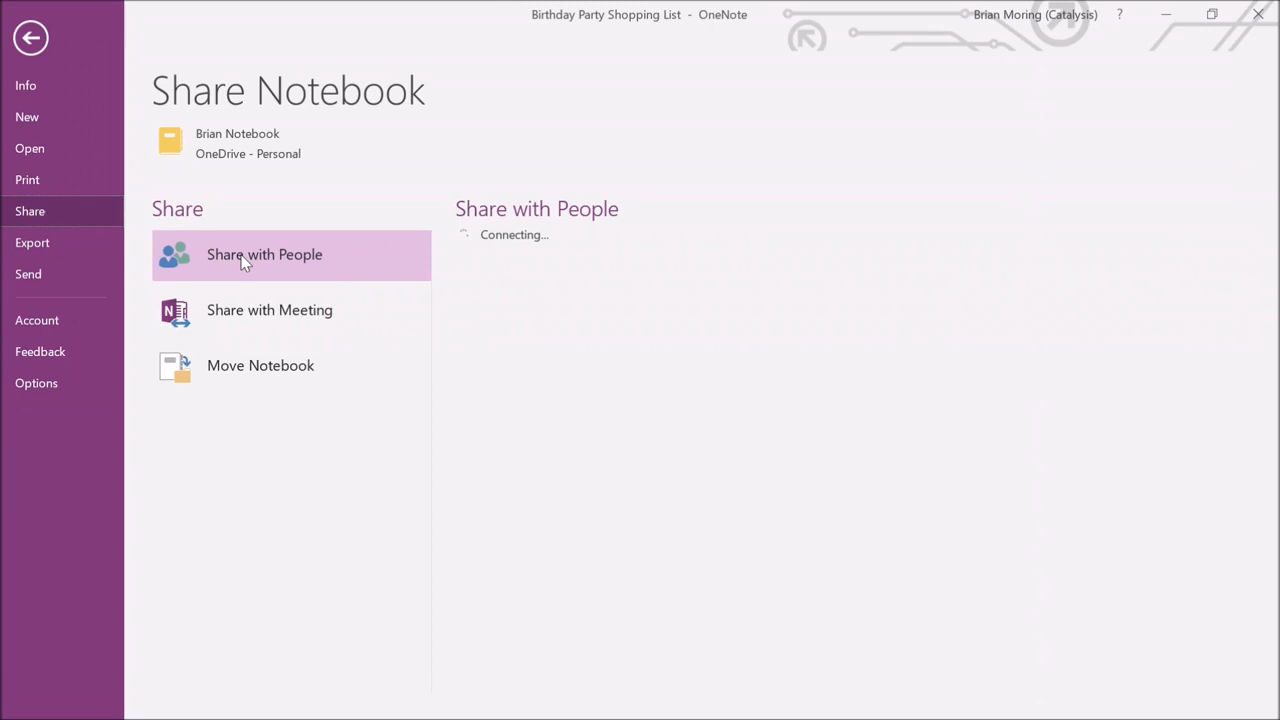 Birthday Party Shopping List - OneNote
Brian Moring (Catalysis)
?
Info
New
Open
Print
Share
Export
Send
Account
Feedback
Options
Share Notebook
Brian Notebook
OneDrive - Personal
Share
Share with People
Share with Meeting
Move Notebook
Share with People
Connecting...